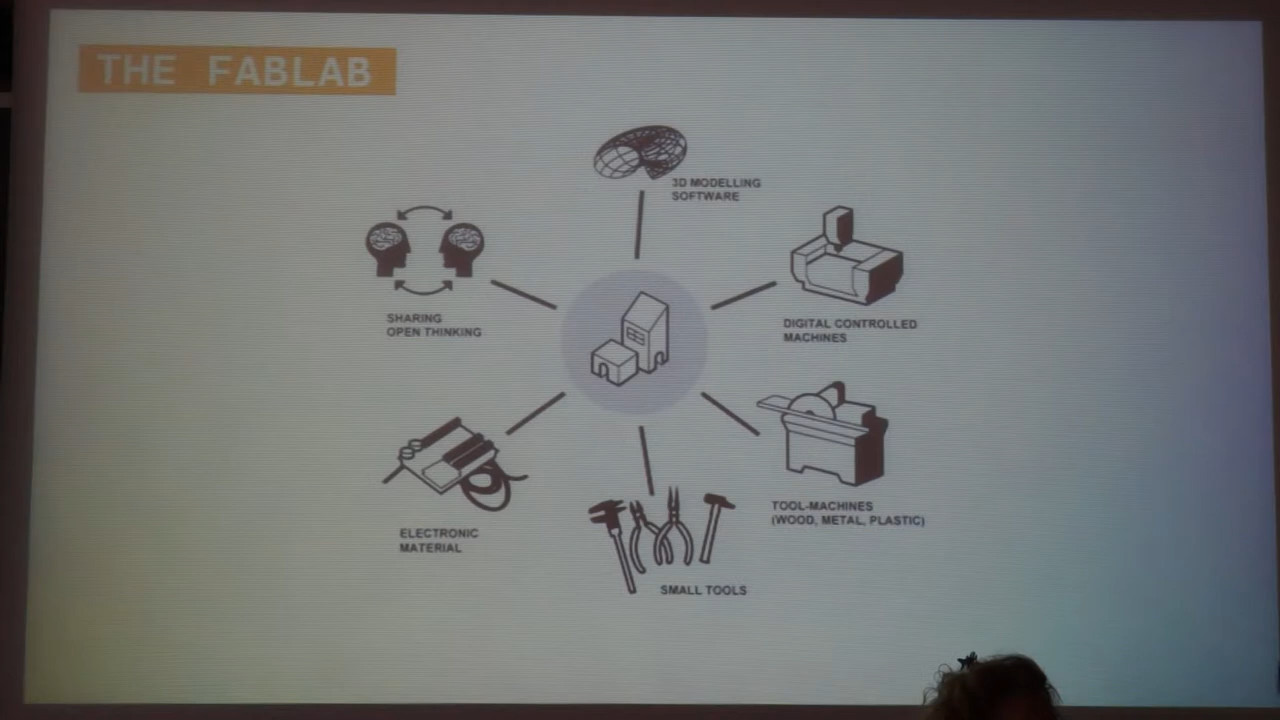 THE FABLAB
3D MODELLING
SOFTWARE
SHARING
OPEN THINKING
DIGITAL CONTROLLED
MACHINES
TOOL-MACHINES
(WOOD, METAL, PLASTIC)
ELECTRONIC
MATERIAL
SMALL TOOLS